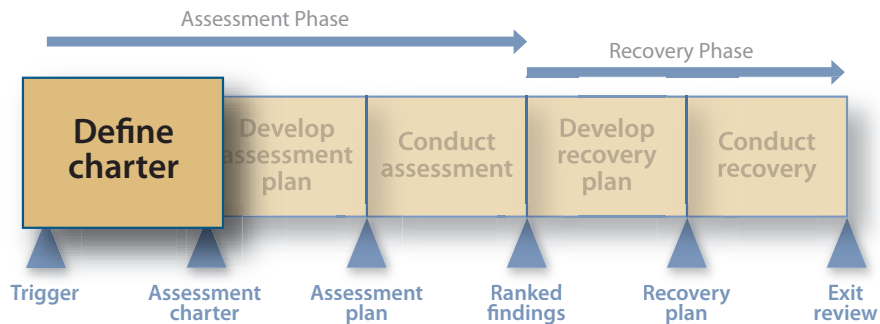 Assessment Phase
Recovery Phase
Define
charter
Develop
assessment
plan
Conduct
assessment
Develop
recovery
plan
Conduct
recovery
Trigger
Assessment
charter
Assessment
plan
Ranked
findings
Recovery
plan
Exit
review